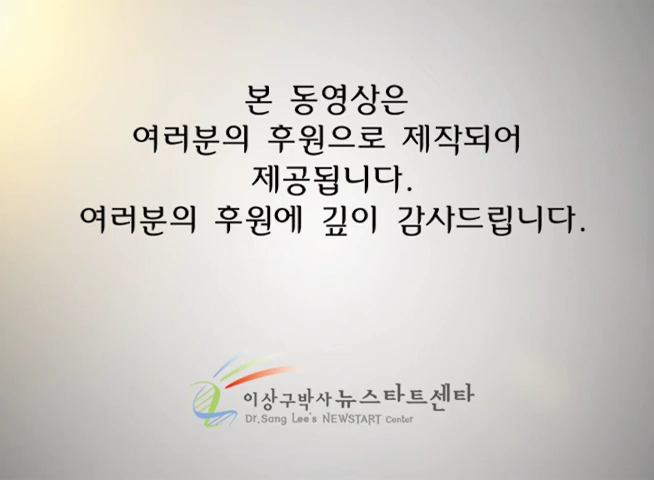 본 동영상은
여러분의 후원으로 제작되어
제공됩니다.
여러분의 후원에 깊이 감사드립니다.
이상구박사뉴스타트센타
Dr.Sang Lee's NEWSTART Center